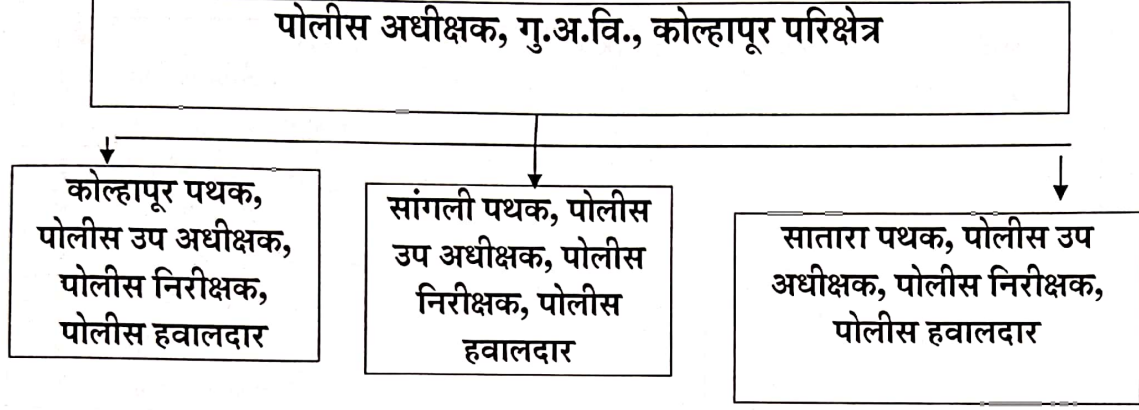 पोलीस अधीक्षक, गु.अ.वि., कोल्हापूर परिक्षेत्र
कोल्हापूर पथक,
पोलीस उप अधीक्षक,
पोलीस निरीक्षक,
पोलीस हवालदार
सांगली पथक, पोलीस
उप अधीक्षक, पोलीस
निरीक्षक, पोलीस
हवालदार
सातारा पथक, पोलीस उप
अधीक्षक, पोलीस निरीक्षक,
पोलीस हवालदार